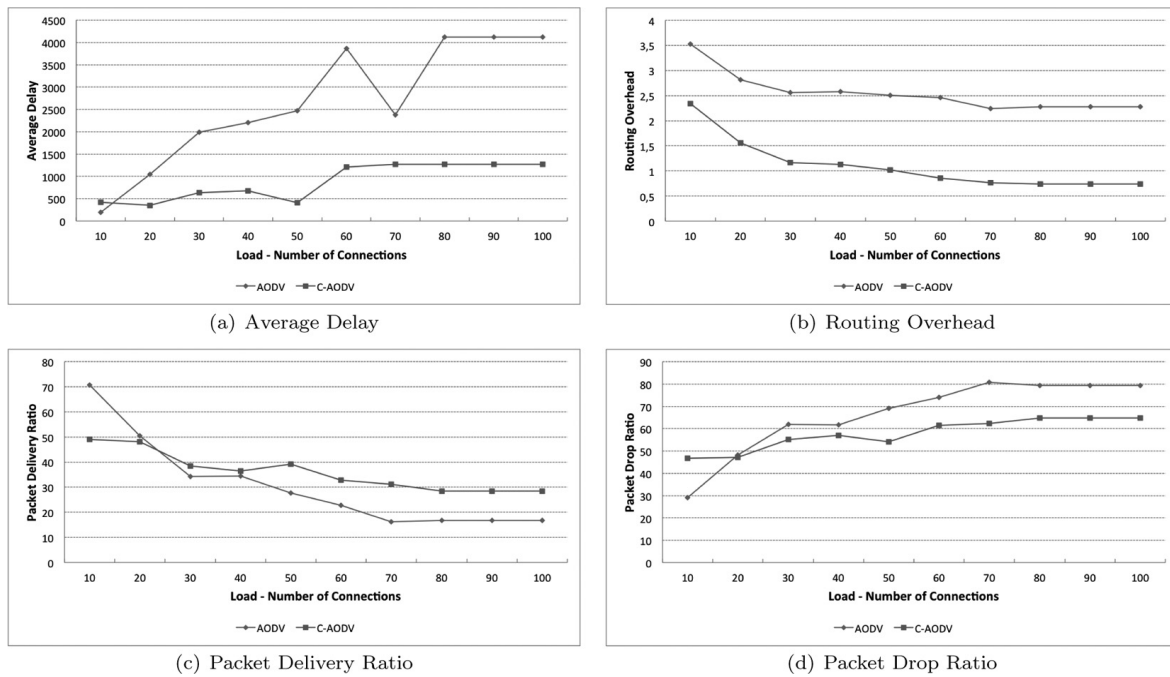 4500
4000
3500
3000
2500
2000
1500
1000
500
0
Average Delay
10 20 30 40 50 60 70 80 90 100
Load - Number of Connections
AODV C-AODV
(a) Average Delay
4
3,5
3
2,5
2
1,5
1
0,5
0
Routing Overhead
10 20 30 40 50 60 70 80 90 100
Load - Number of Connections
AODV C-AODV
(b) Routing Overhead
80
70
60
50
40
30
20
10
0
Packet Delivery Ratio
10 20 30 40 50 60 70 80 90 100
Load - Number of Connections
AODV C-AODV
(c) Packet Delivery Ratio
90
80
70
60
50
40
30
20
10
0
Packet Drop Ratio
10 20 30 40 50 60 70 80 90 100
Load - Number of Connections
AODV C-AODV
(d) Packet Drop Ratio